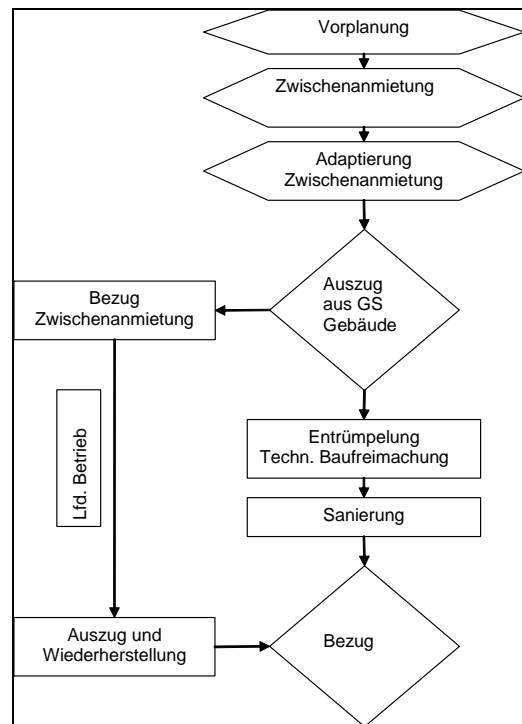 Vorplanung
Zwischenanmietung
Adaptierung
Zwischenanmietung
Auszug
aus GS
Gebäude
Bezug
Zwischenanmietung
Lfd. Betrieb
Entrümpelung
Techn. Baufreimachung
Sanierung
Auszug und
Wiederherstellung
Bezug